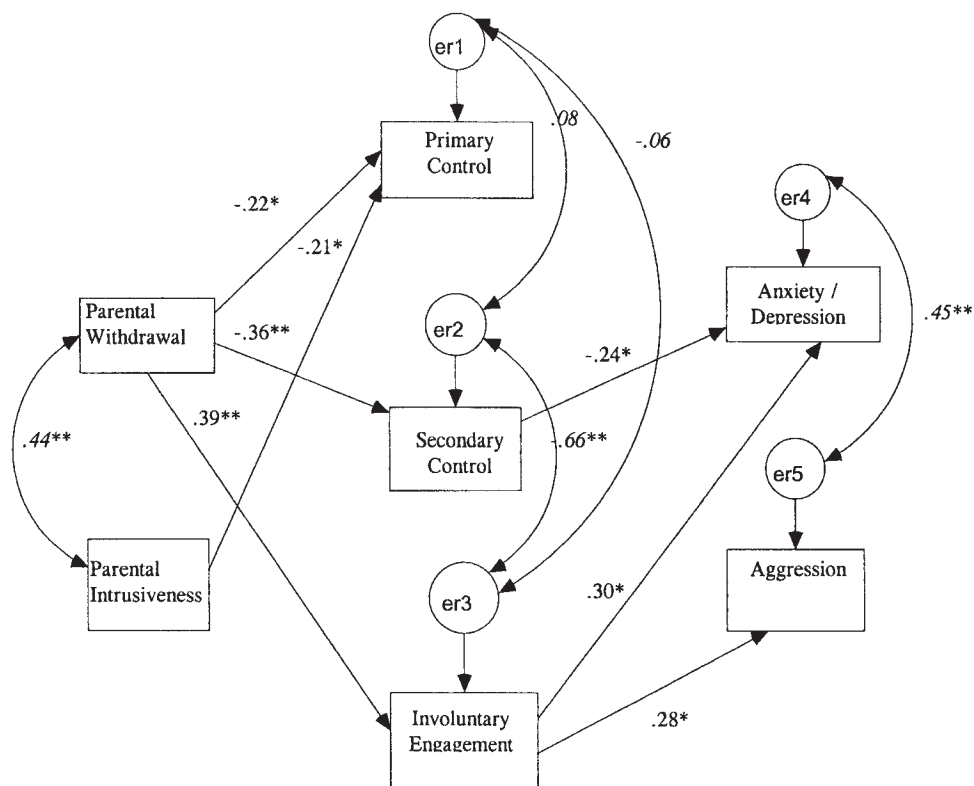 er1
.08
-.06
Primary
Control
er4
-.22*
-.21*
Anxiety /
Depression
.45**
Parental
Withdrawal
er2
-.36**
-.24*
.39**
.44**
Secondary
Control
-.66**
er5
Parental
Intrusiveness
er3
.30*
Aggression
Involuntary
Engagement
.28*